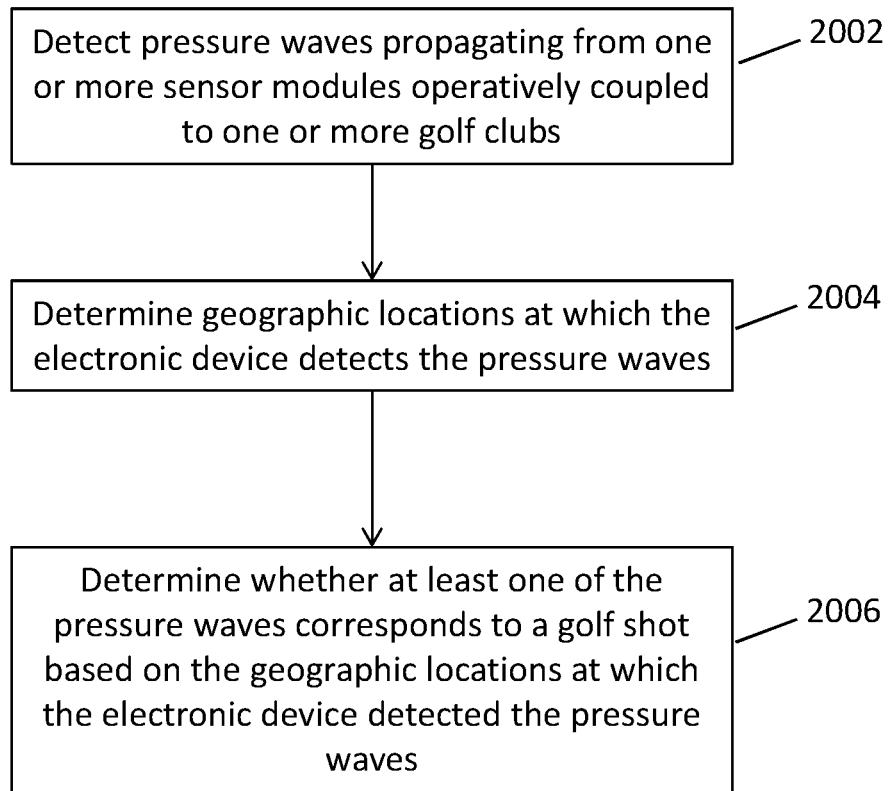 Detect pressure waves propagating from one
or more sensor modules operatively coupled
to one or more golf clubs
2002
Determine geographic locations at which the
electronic device detects the pressure waves
2004
Determine whether at least one of the
pressure waves corresponds to a golf shot
based on the geographic locations at which
the electronic device detected the pressure
waves
2006